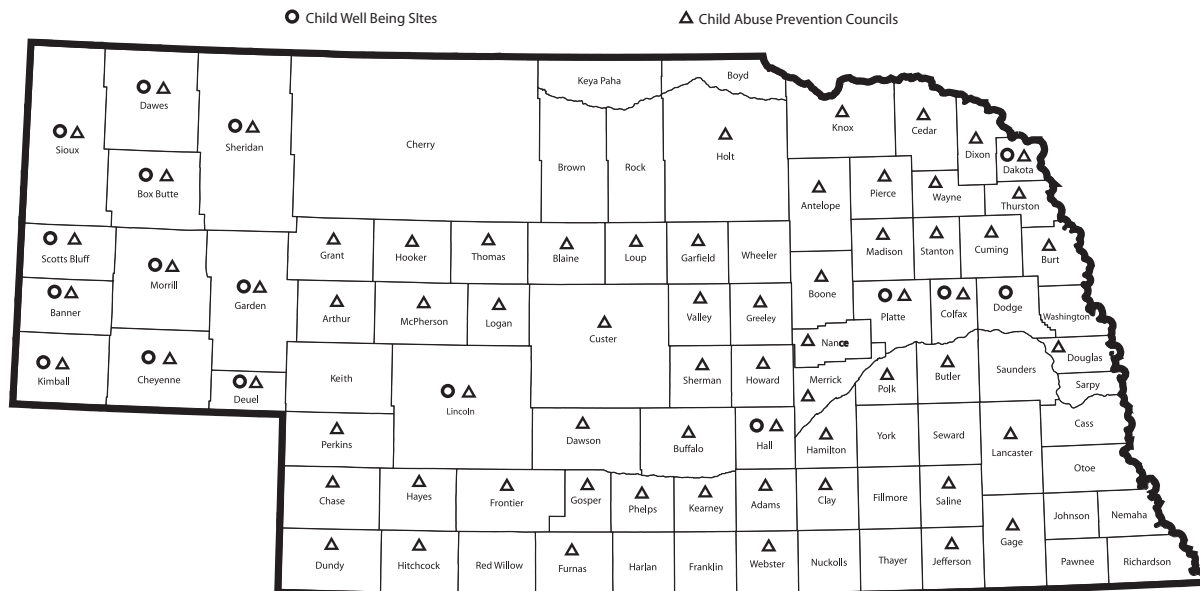 Child Well Being SItes
Child Abuse Prevention Councils
Keya Paha
Boyd
Dawes
Sioux
Sheridan
Cherry
Knox
Cedar
Dixon
Dakota
Box Butte
Brown
Rock
Holt
Antelope
Pierce
Wayne
Thurston
Scotts Bluff
Morrill
Garden
Grant
Hooker
Thomas
Blaine
Loup
Garfield
Wheeler
Madison
Stanton
Cuming
Burt
Banner
Arthur
McPherson
Logan
Custer
Valley
Greeley
Boone
Platte
Colfax
Dodge
Washington
Nance
Kimball
Cheyenne
Deuel
Keith
Lincoln
Sherman
Howard
Merrick
Polk
Butler
Saunders
Douglas
Sarpy
Perkins
Dawson
Buffalo
Hall
Hamilton
York
Seward
Lancaster
Cass
Otoe
Chase
Hayes
Frontier
Gosper
Phelps
Kearney
Adams
Clay
Fillmore
Saline
Gage
Johnson
Nemaha
Dundy
Hitchcock
Red Willow
Furnas
Harlan
Franklin
Webster
Nuckolls
Thayer
Jefferson
Pawnee
Richardson